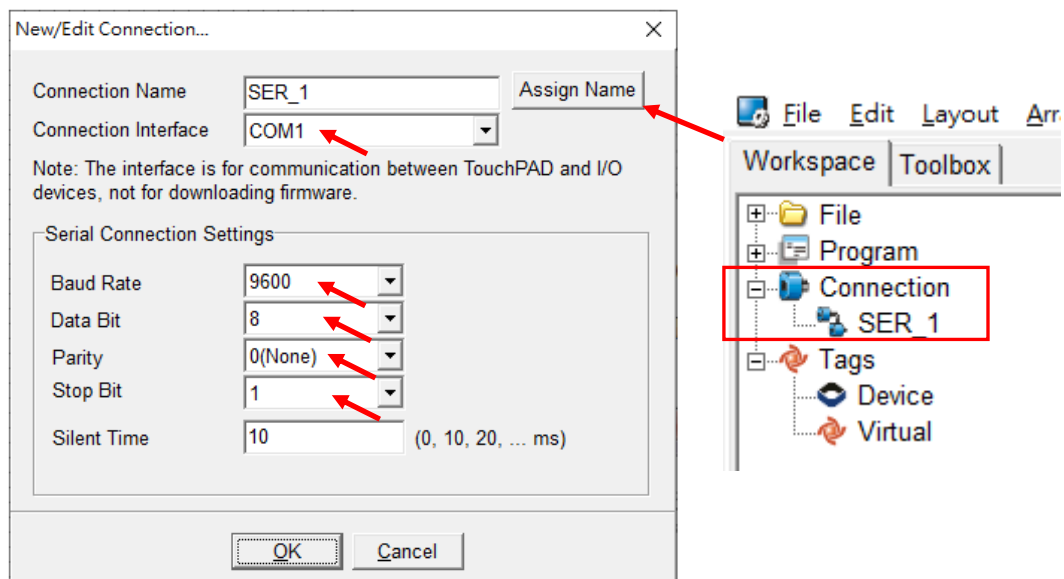 New/Edit Connection...
Connection Name SER_1 Assign Name
Connection Interface COM1
Note: The interface is for communication between TouchPAD and I/O
devices, not for downloading firmware.
Serial Connection Settings
Baud Rate 9600
Data Bit 8
Parity 0(None)
Stop Bit 1
Silent Time 10 (0, 10, 20, ... ms)
OK Cancel
File Edit Layout Arr
Workspace Toolbox
File
Program
Connection
SER_1
Tags
Device
Virtual